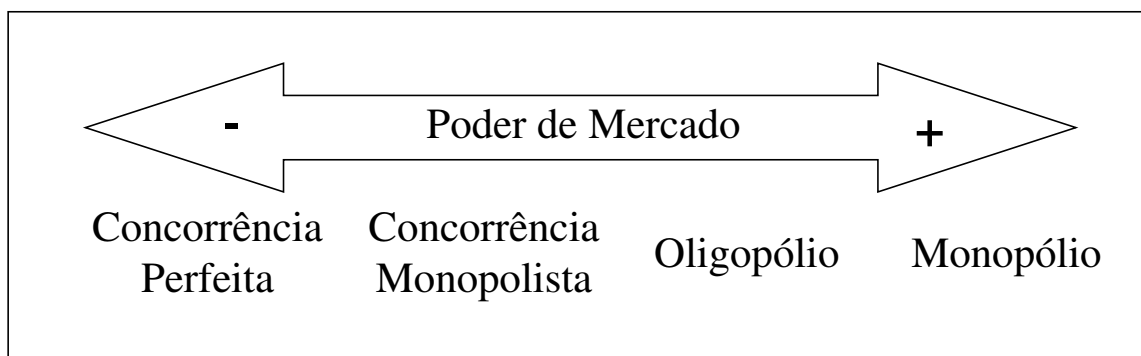 - Poder de Mercado +
Concorrência Concorrência
Perfeita Monopolista Oligopólio Monopólio